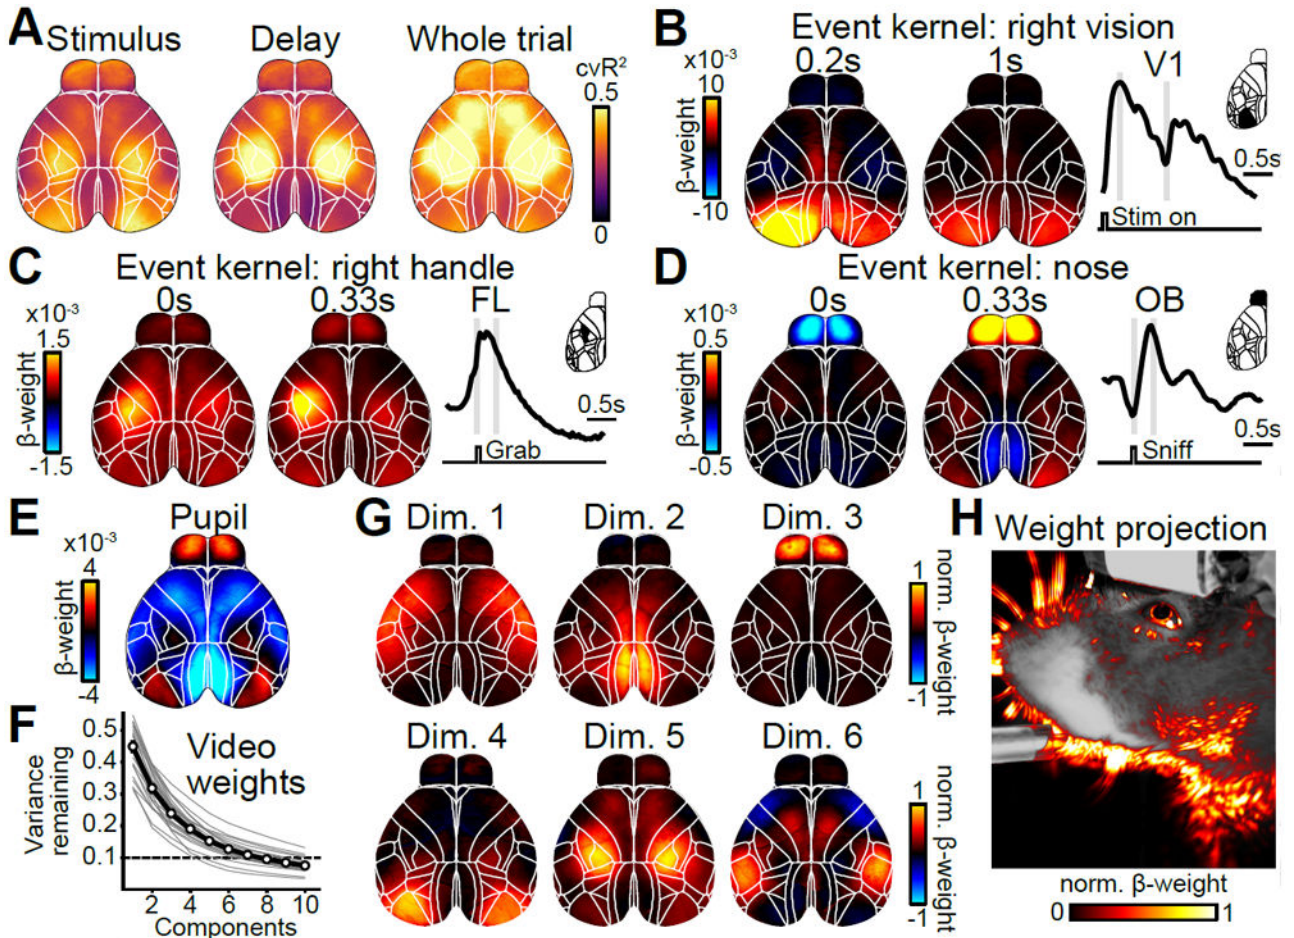 A
Stimulus
Delay
Whole trial
cvR²
0.5
0
B
Event kernel: right vision
x10⁻³
10
β-weight
-10
0.2s
1s
V1
0.5s
Stim on
C
Event kernel: right handle
x10⁻³
1.5
β-weight
-1.5
0s
0.33s
FL
0.5s
Grab
D
Event kernel: nose
x10⁻³
0.5
β-weight
-0.5
0s
0.33s
OB
0.5s
Sniff
E
Pupil
x10⁻³
4
β-weight
-4
F
Video
weights
Variance
remaining
0.5
0.4
0.3
0.2
0.1
2 4 6 8 10
Components
G
Dim. 1
Dim. 2
Dim. 3
1
norm. β-weight
-1
Dim. 4
Dim. 5
Dim. 6
1
norm. β-weight
-1
H
Weight projection
norm. β-weight
0
1